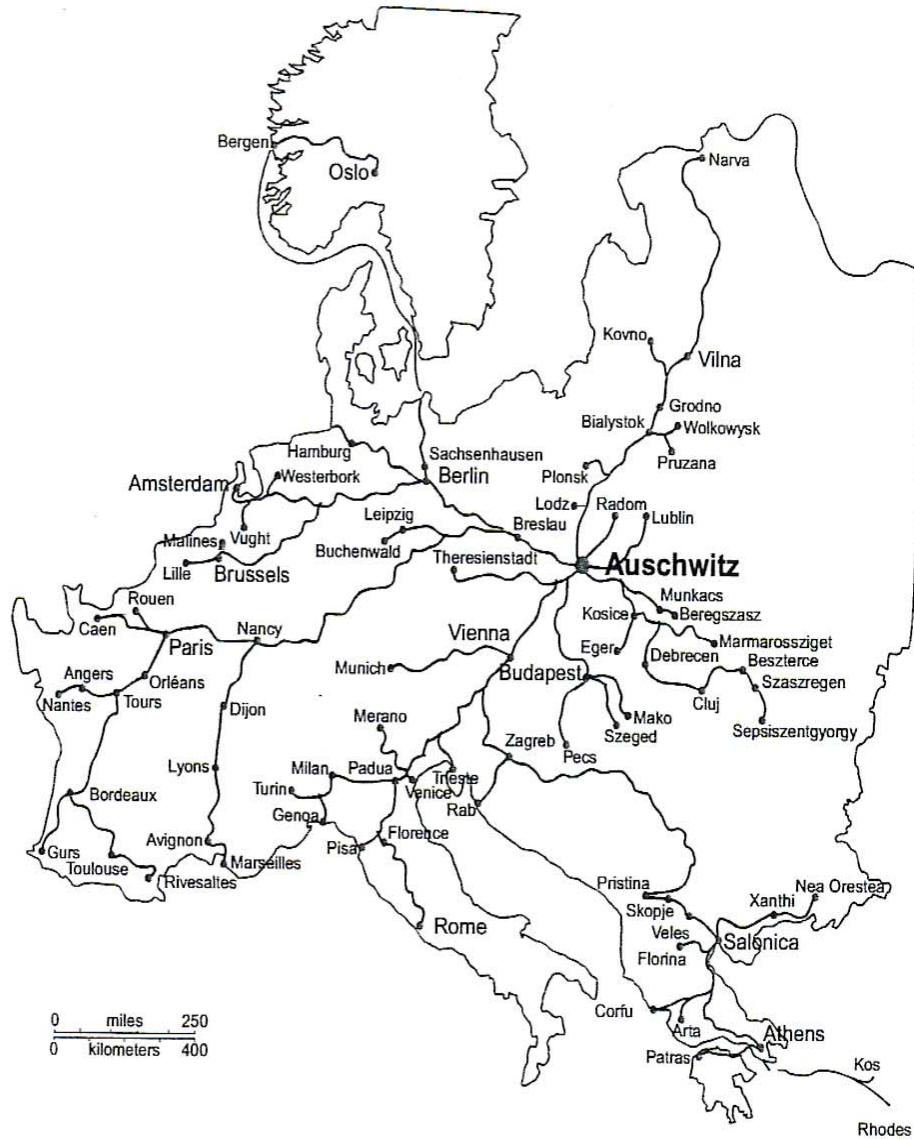 Bergen
Oslo
Narva
Kovno
Vilna
Grodno
Bialystok
Wolkowysk
Pruzana
Hamburg
Sachsenhausen
Westerbork
Berlin
Plonsk
Amsterdam
Lodz
Radom
Lublin
Leipzig
Breslau
Malines
Vught
Buchenwald
Theresienstadt
Auschwitz
Lille
Brussels
Rouen
Munkacs
Kosice
Beregszasz
Caen
Paris
Nancy
Vienna
Eger
Marmarossziget
Munich
Budapest
Debrecen
Beszterce
Angers
Orléans
Szaszregen
Nantes
Tours
Cluj
Dijon
Merano
Mako
Szeged
Sepsiszentgyorgy
Zagreb
Pecs
Lyons
Milan
Padua
Trieste
Turin
Venice
Rab
Bordeaux
Genoa
Avignon
Florence
Pisa
Gurs
Toulouse
Marseilles
Rivesaltes
Pristina
Nea Orestea
Xanthi
Skopje
Rome
Veles
Salonica
Florina
Corfu
0 miles 250
0 kilometers 400
Arta
Athens
Patras
Kos
Rhodes